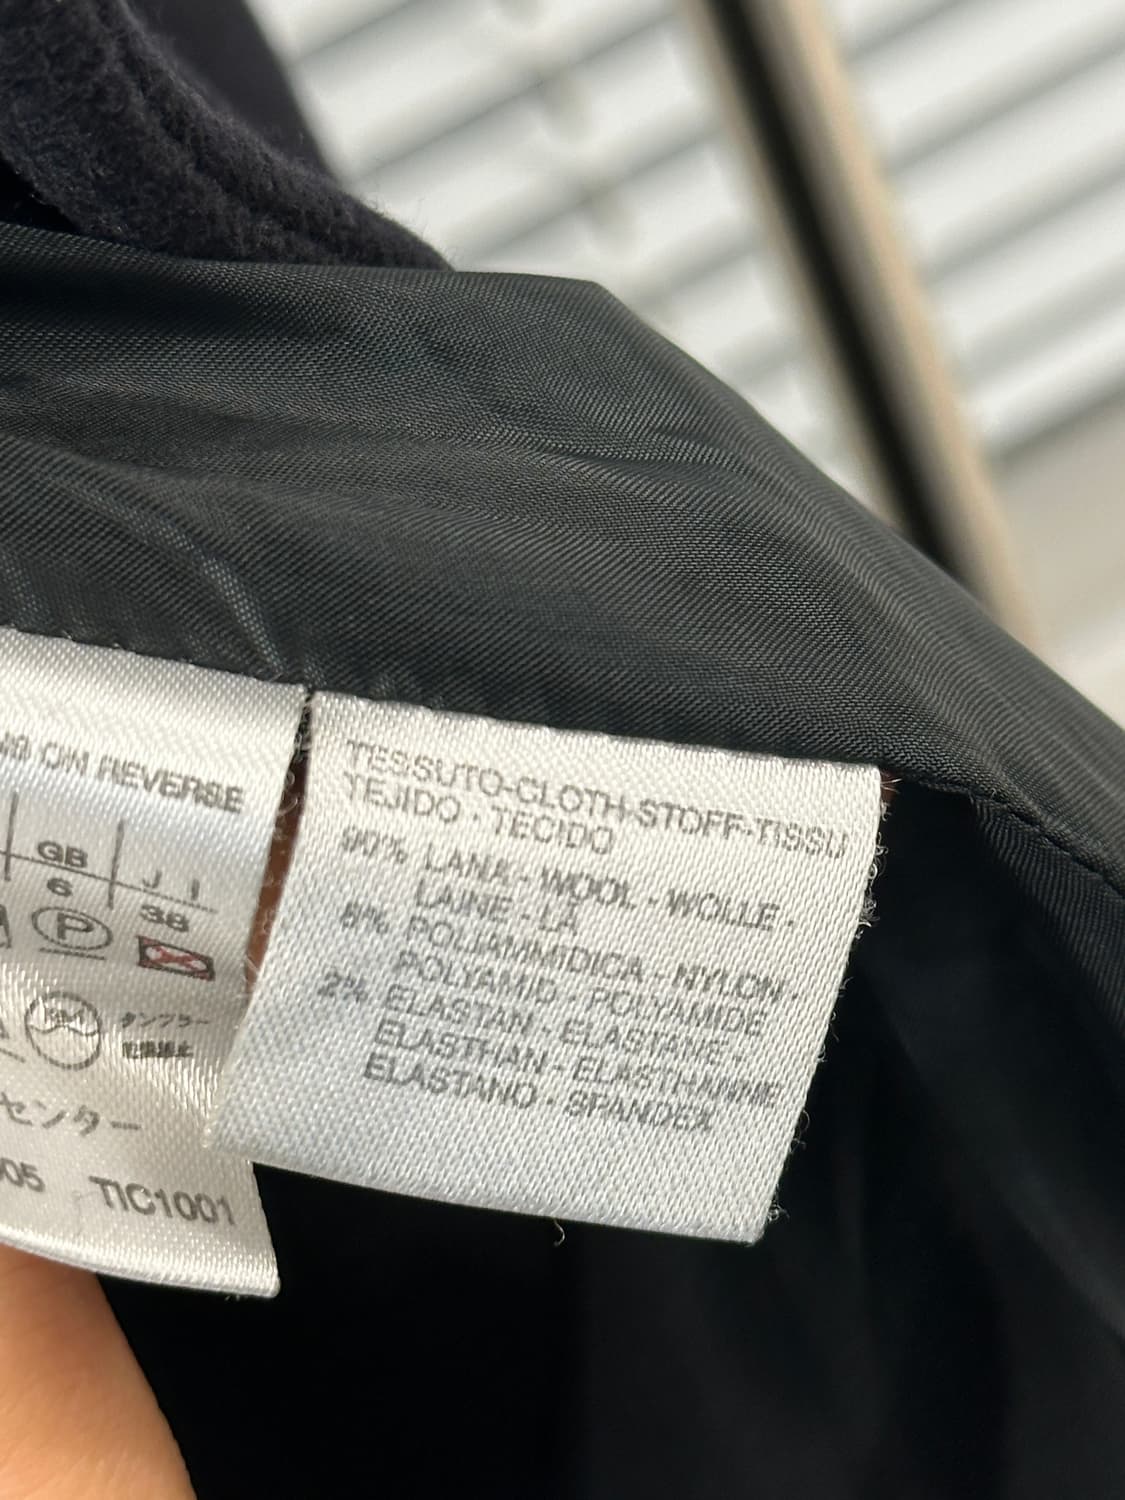 ON REVERSE
GB
J I
6
38
P
タンブラー
乾燥禁止
センター
05 TIC1001
TESSUTO-CLOTH-STOFF-TISSU
TEJIDO - TECIDO
90% LANA - WOOL - WOLLE -
LAINE - LÃ
8% POLIAMMIDICA - NYLON -
POLYAMID - POLYAMIDE
2% ELASTAN - ELASTAME -
ELASTHAN - ELASTHANNE
ELASTANO - SPANDEX